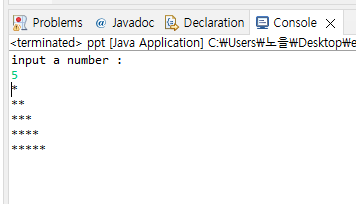 Problems @ Javadoc Declaration Console
<terminated> ppt [Java Application] C:₩Users₩노을₩Desktop₩e
input a number :
5
*
**
***
****
*****